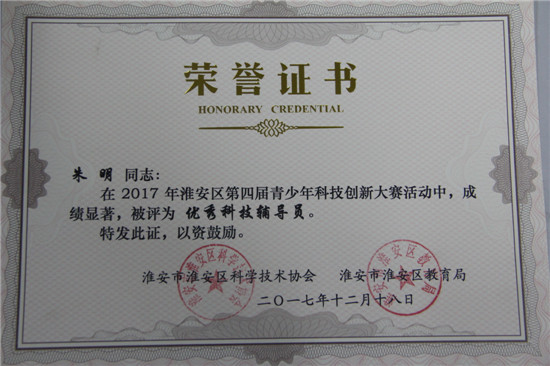 荣誉证书
HONORARY CREDENTIAL
朱 明 同志：
在 2017 年淮安区第四届青少年科技创新大赛活动中，成
绩显著，被评为 优秀科技辅导员。
特发此证，以资鼓励。
淮安市淮安区科学技术协会 淮安市淮安区教育局
二〇一七年十二月十八日